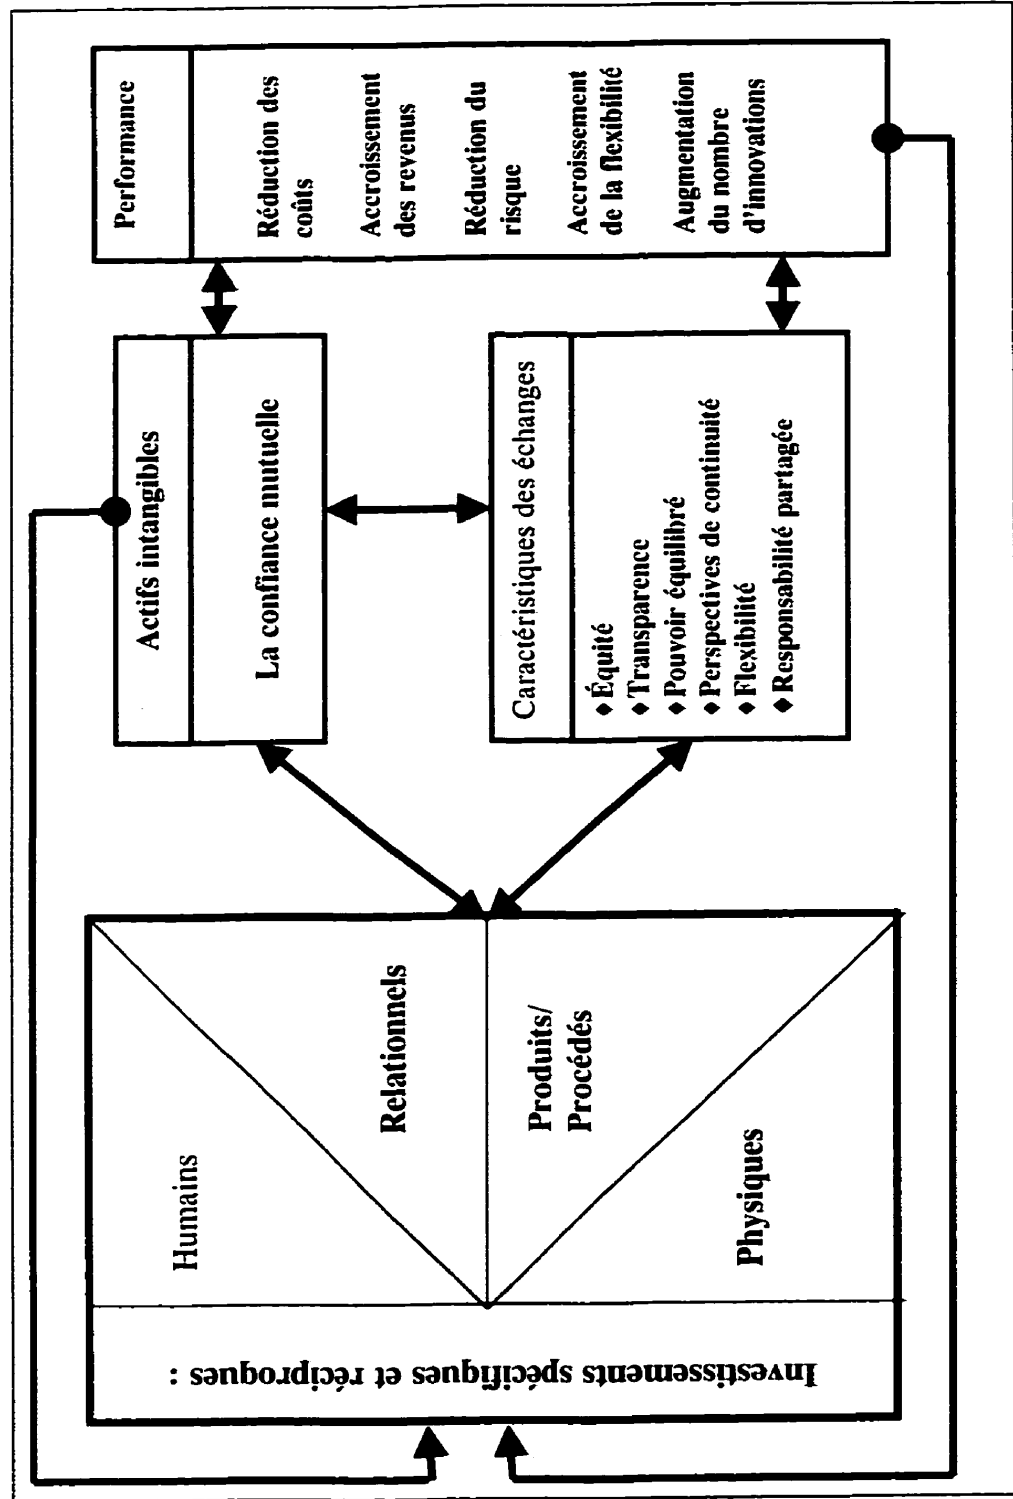 Investissements spécifiques et réciproques :
Humains
Relationnels
Produits/
Procédés
Physiques
Actifs intangibles
La confiance mutuelle
Caractéristiques des échanges
♦Équité
♦Transparence
♦Pouvoir équilibré
♦Perspectives de continuité
♦Flexibilité
♦Responsabilité partagée
Performance
Réduction des
coûts
Accroissement
des revenus
Réduction du
risque
Accroissement
de la flexibilité
Augmentation
du nombre
d'innovations